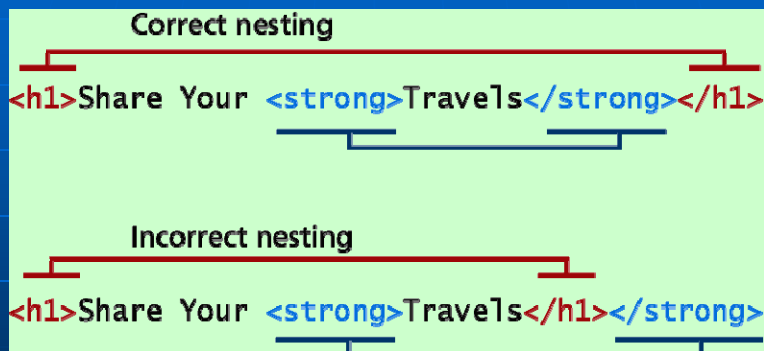 Correct nesting
<h1>Share Your <strong>Travels</strong></h1>
Incorrect nesting
<h1>Share Your <strong>Travels</h1></strong>